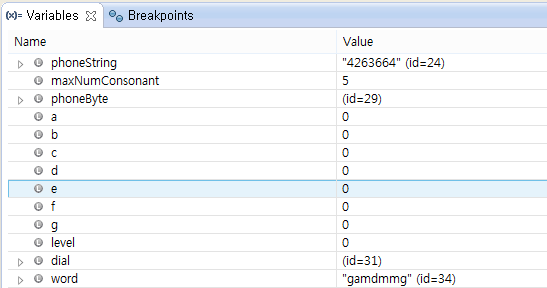 (x)= Variables Breakpoints
Name Value
phoneString "4263664" (id=24)
maxNumConsonant 5
phoneByte (id=29)
a 0
b 0
c 0
d 0
e 0
f 0
g 0
level 0
dial (id=31)
word "gamdmmg" (id=34)